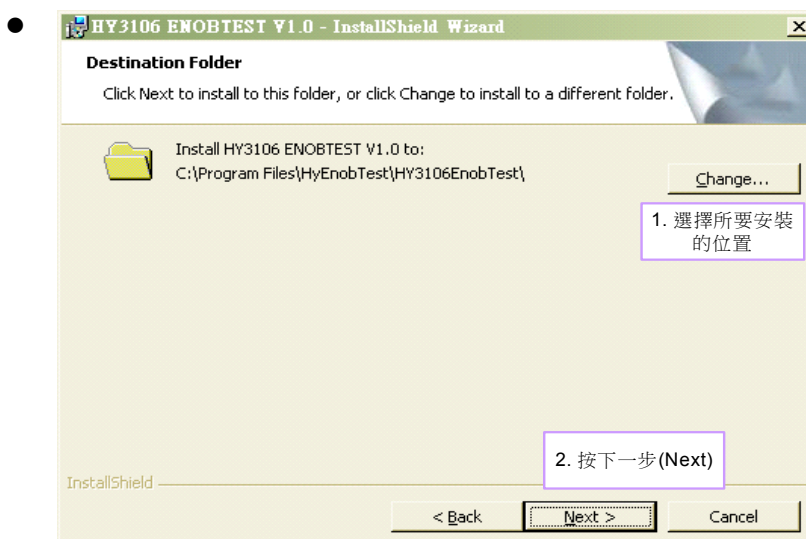 HY3106 ENOBTEST V1.0 - InstallShield Wizard
Destination Folder
Click Next to install to this folder, or click Change to install to a different folder.
Install HY3106 ENOBTEST V1.0 to:
C:\Program Files\HyEnobTest\HY3106EnobTest\
Change...
1. 選擇所要安裝
的位置
2. 按下一步(Next)
InstallShield
< Back
Next >
Cancel